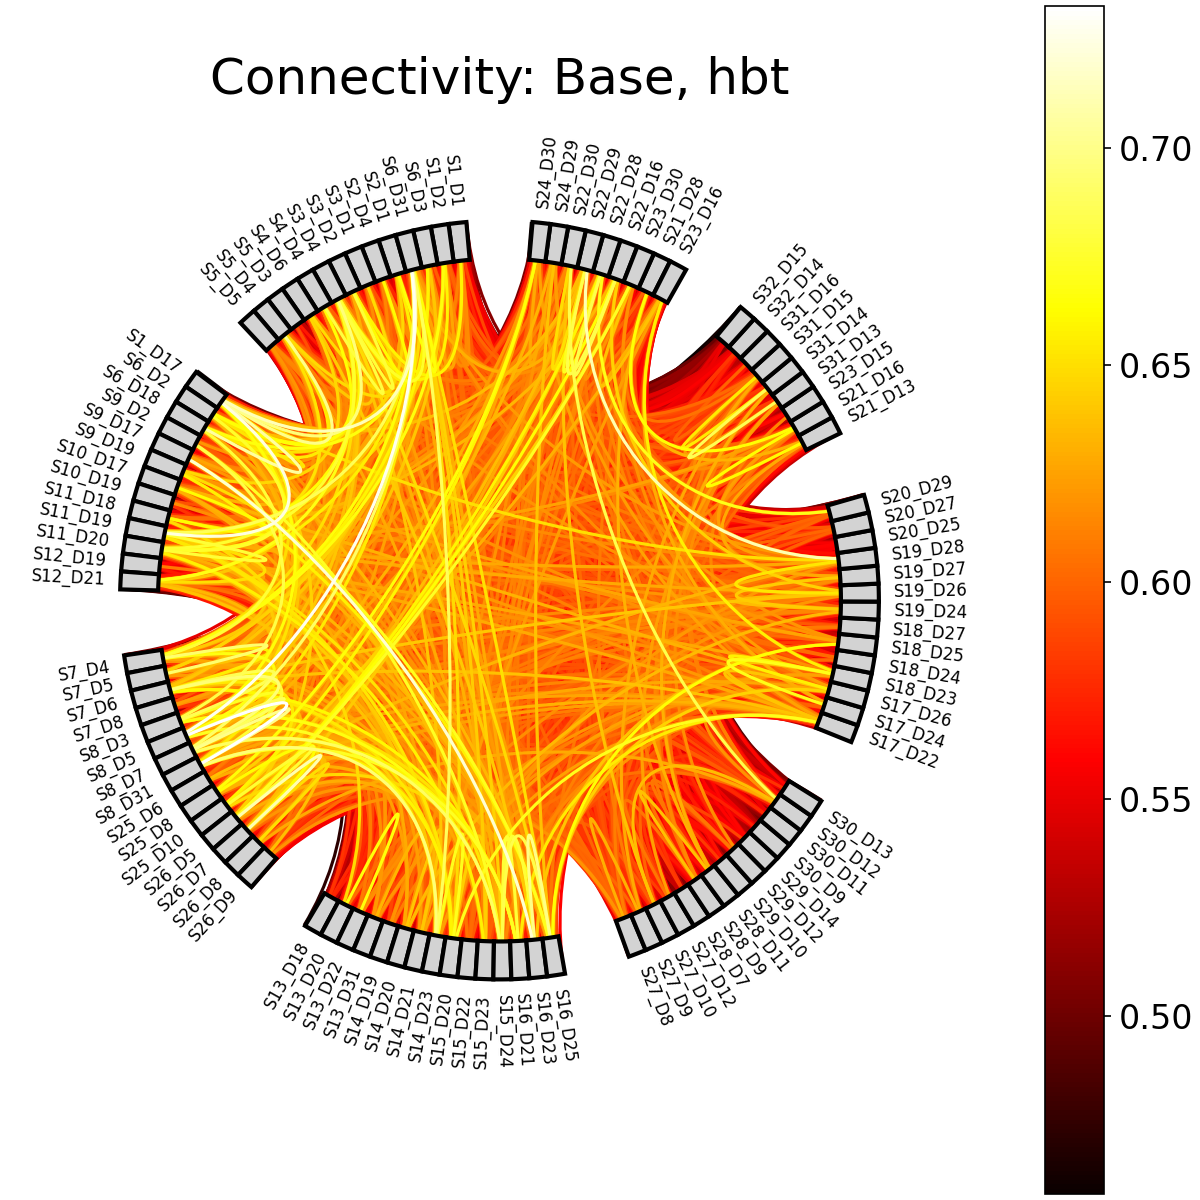 Connectivity: Base, hbt
S1_D1
S1_D2
S6_D3
S6_D31
S2_D1
S2_D4
S3_D1
S3_D2
S3_D4
S4_D4
S4_D6
S5_D3
S5_D4
S5_D5
S1_D17
S6_D2
S6_D18
S9_D2
S9_D17
S9_D19
S10_D17
S10_D19
S11_D18
S11_D19
S11_D20
S12_D19
S12_D21
S7_D4
S7_D5
S7_D6
S7_D8
S8_D3
S8_D5
S8_D7
S8_D31
S25_D6
S25_D8
S25_D10
S26_D5
S26_D7
S26_D8
S26_D9
S13_D18
S13_D20
S13_D22
S13_D31
S14_D19
S14_D20
S14_D21
S14_D23
S15_D20
S15_D22
S15_D23
S15_D24
S16_D21
S16_D23
S16_D25
S27_D8
S27_D9
S27_D10
S27_D12
S28_D7
S28_D9
S28_D11
S29_D10
S29_D12
S29_D14
S30_D9
S30_D11
S30_D12
S30_D13
S17_D22
S17_D24
S17_D26
S18_D23
S18_D24
S18_D25
S18_D27
S19_D24
S19_D26
S19_D27
S19_D28
S20_D25
S20_D27
S20_D29
S21_D13
S21_D16
S23_D15
S31_D13
S31_D14
S31_D15
S31_D16
S32_D14
S32_D15
S23_D16
S21_D28
S23_D30
S22_D16
S22_D28
S22_D29
S22_D30
S24_D29
S24_D30
0.70
0.65
0.60
0.55
0.50